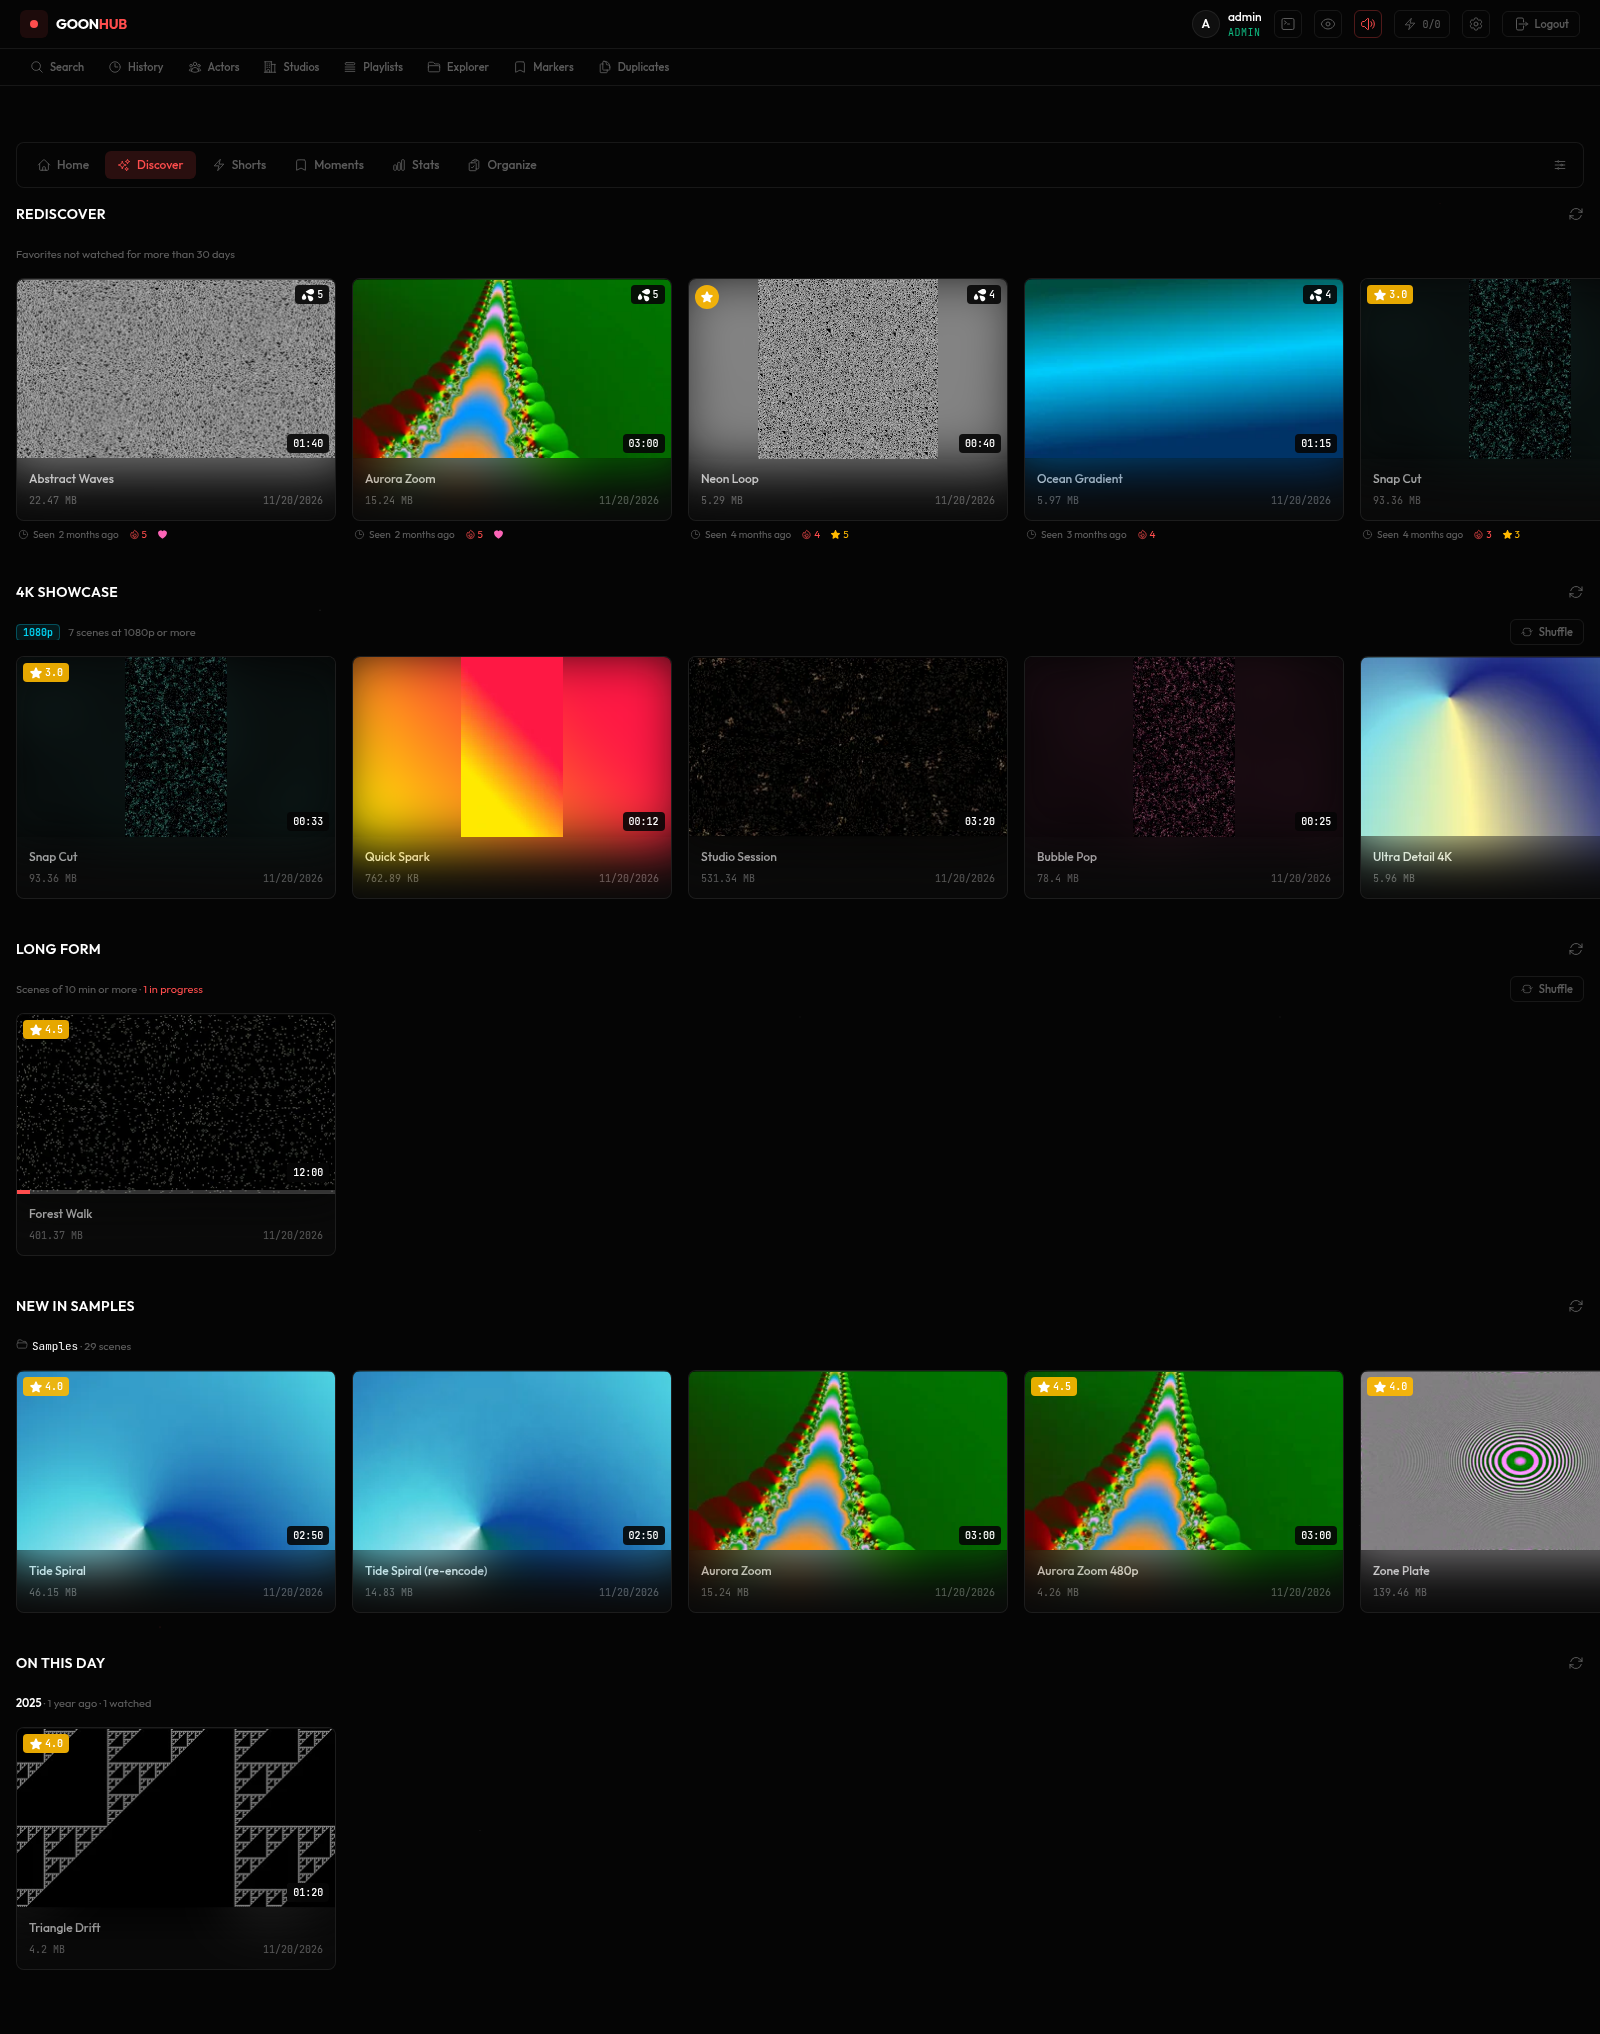 GOONHUB
A admin
ADMIN
0/0
Logout
Search History Actors Studios Playlists Explorer Markers Duplicates
Home Discover Shorts Moments Stats Organize
REDISCOVER
Favorites not watched for more than 30 days
5 5 4 4 3.0
01:40 03:00 00:40 01:15
Abstract Waves Aurora Zoom Neon Loop Ocean Gradient Snap Cut
22.47 MB 11/20/2026 15.24 MB 11/20/2026 5.29 MB 11/20/2026 5.97 MB 11/20/2026 93.36 MB
Seen 2 months ago 5 Seen 2 months ago 5 Seen 4 months ago 4 5 Seen 3 months ago 4 Seen 4 months ago 3 3
4K SHOWCASE
1080p 7 scenes at 1080p or more Shuffle
3.0
00:33 00:12 03:20 00:25
Snap Cut Quick Spark Studio Session Bubble Pop Ultra Detail 4K
93.36 MB 11/20/2026 762.89 KB 11/20/2026 531.34 MB 11/20/2026 78.4 MB 11/20/2026 5.96 MB
LONG FORM
Scenes of 10 min or more · 1 in progress Shuffle
4.5
12:00
Forest Walk
401.37 MB 11/20/2026
NEW IN SAMPLES
Samples · 29 scenes
4.0 4.5 4.0
02:50 02:50 03:00 03:00
Tide Spiral Tide Spiral (re-encode) Aurora Zoom Aurora Zoom 480p Zone Plate
46.15 MB 11/20/2026 14.83 MB 11/20/2026 15.24 MB 11/20/2026 4.26 MB 11/20/2026 139.46 MB
ON THIS DAY
2025 · 1 year ago · 1 watched
4.0
01:20
Triangle Drift
4.2 MB 11/20/2026